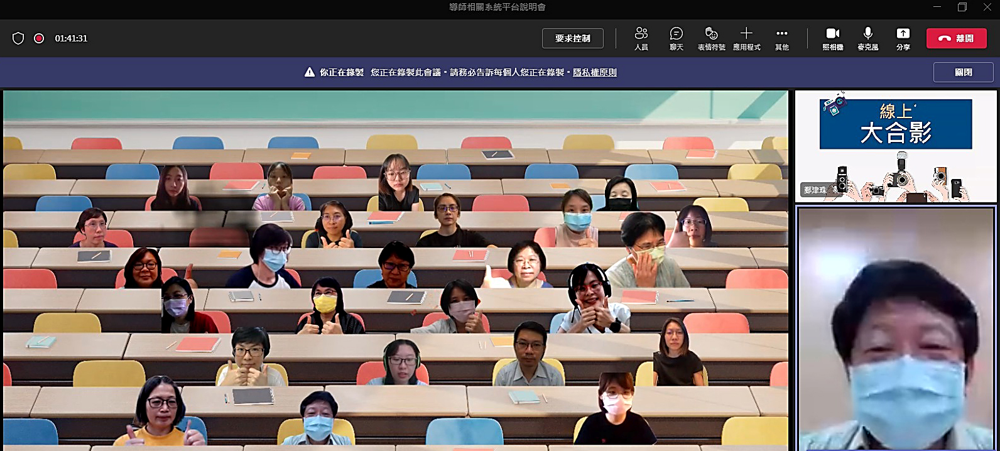 導師相關系統平台說明會
01:41:31
要求控制
人員
聊天
表情符號
應用程式
其他
照相機
麥克風
分享
離開
你正在錄製 您正在錄製此會議。請務必告訴每個人您正在錄製。隱私權原則
關閉
線上
大合影
鄭津珠